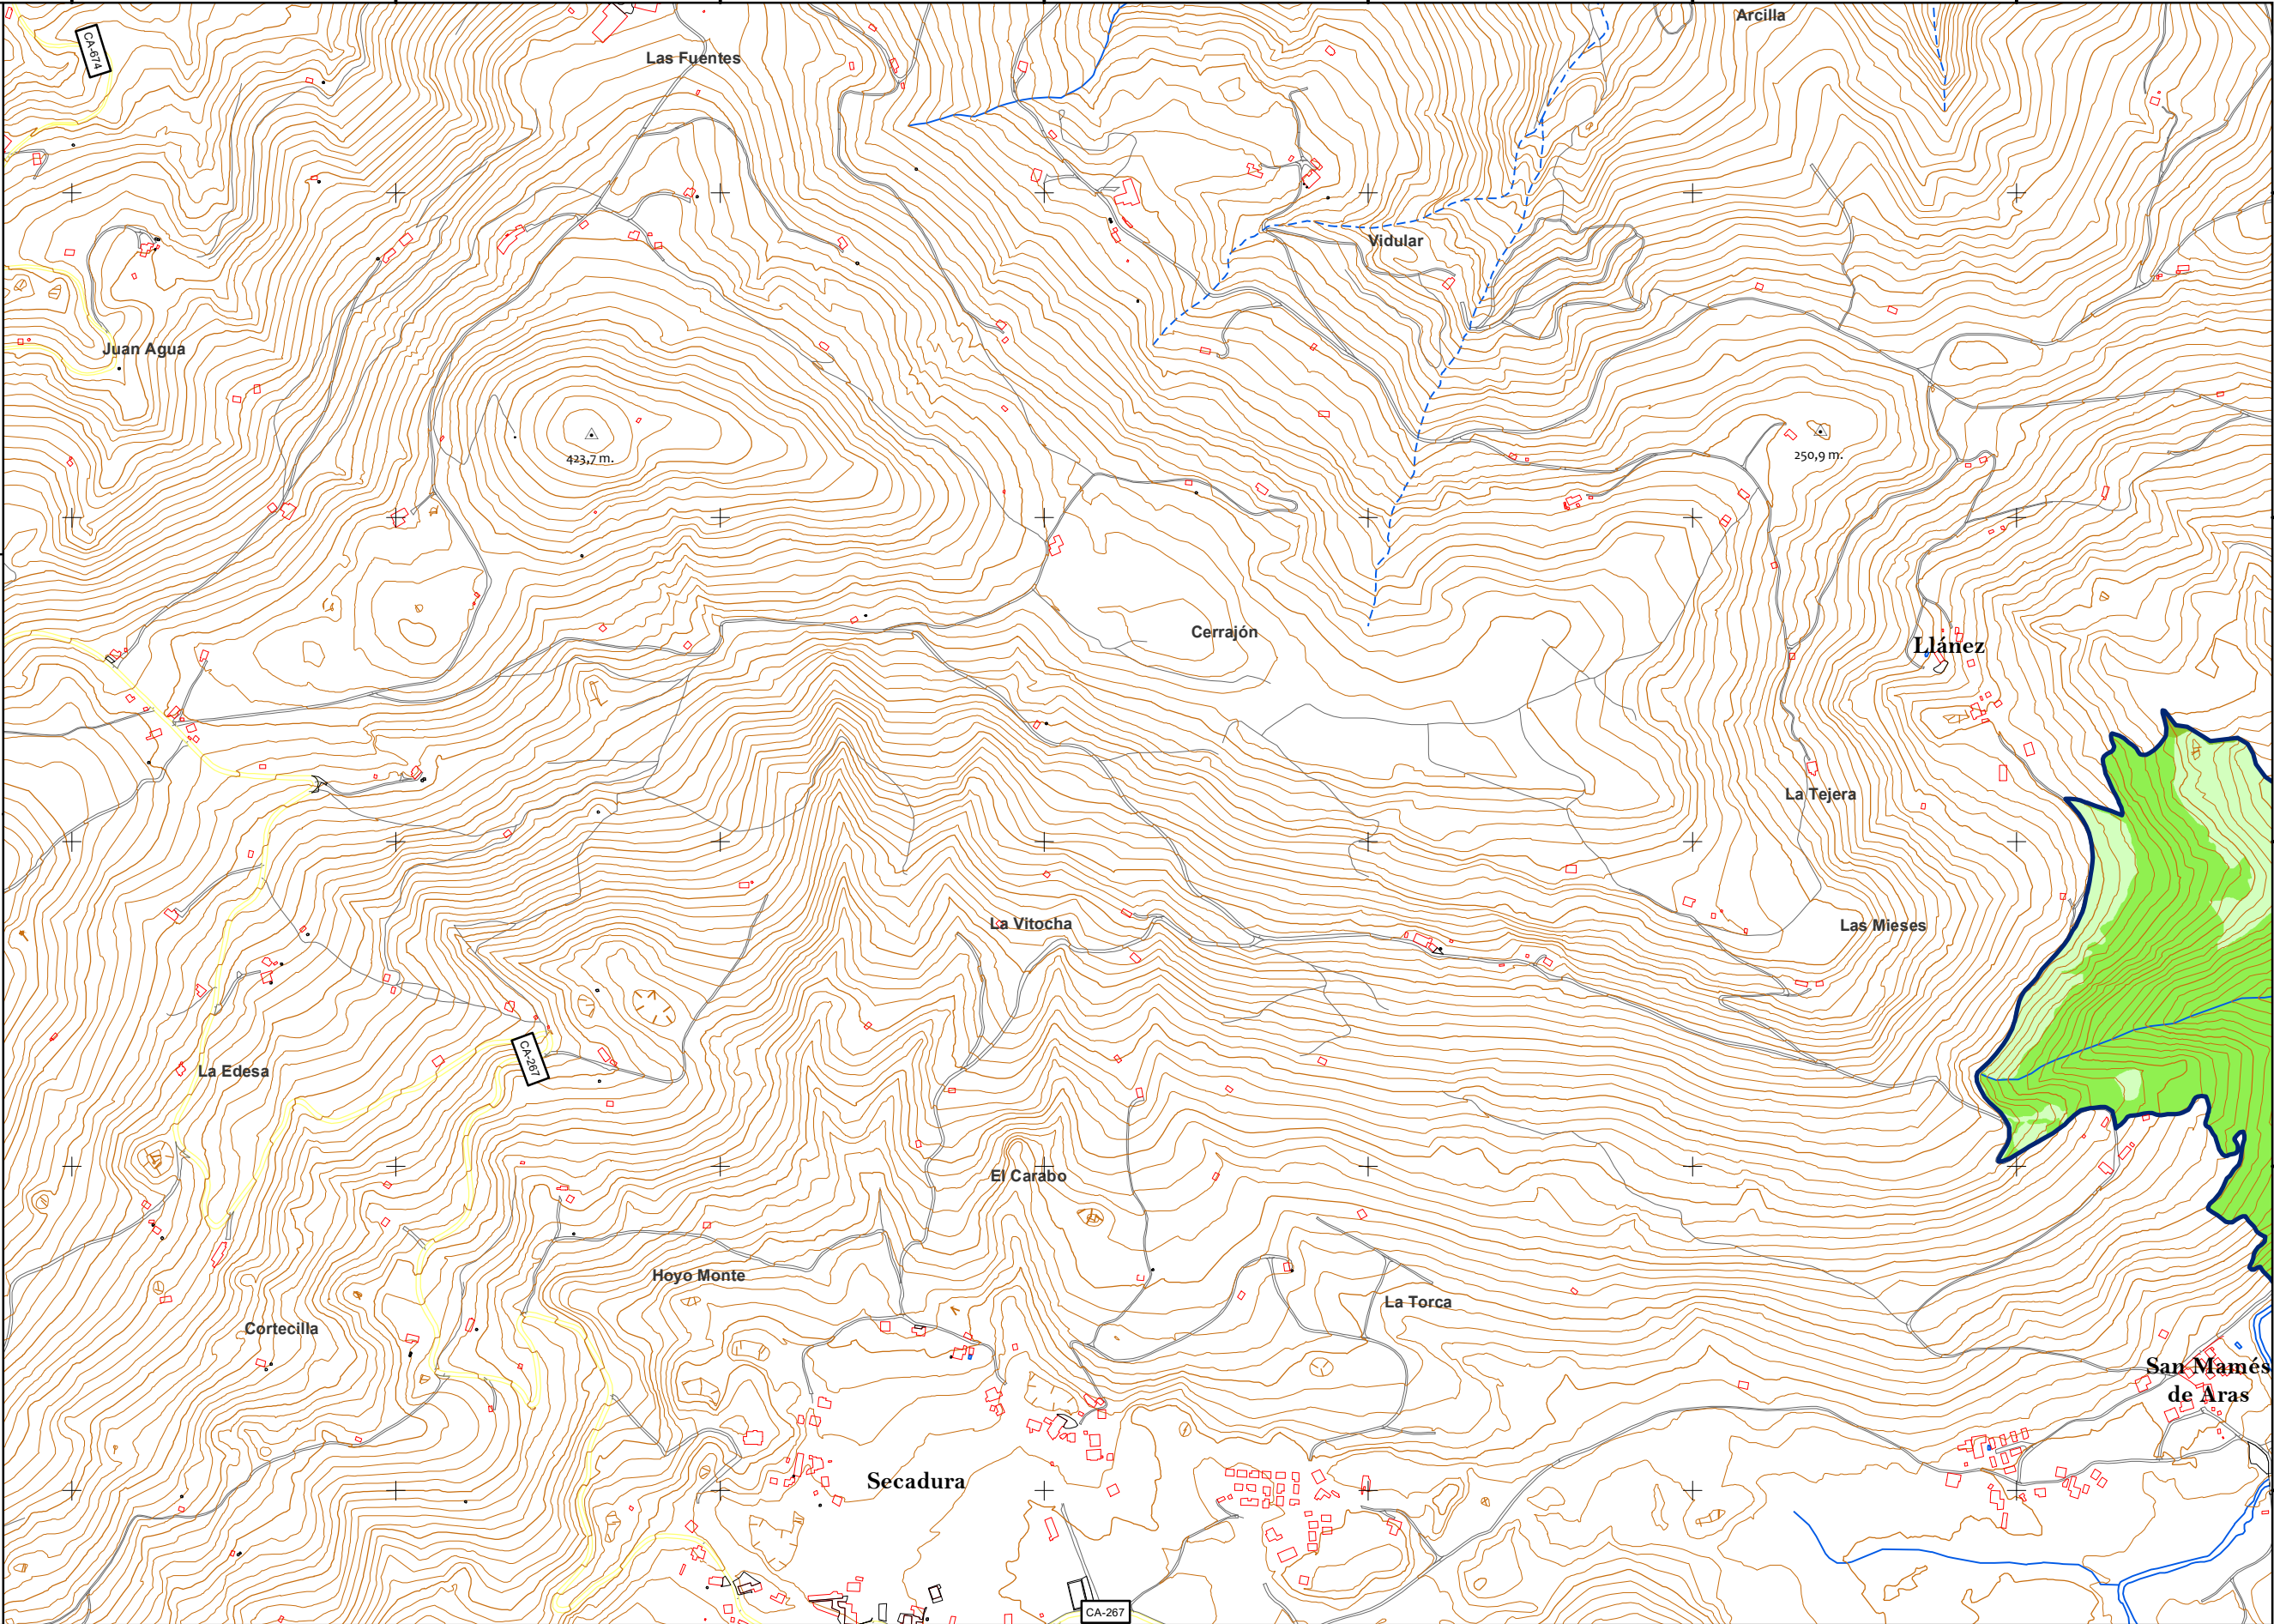 Arcilla
CA-674
Las Fuentes
Vidular
Juan Agua
423,7 m.
250,9 m.
Cerrajón
Llánez
La Tejera
La Vitocha
Las Mieses
CA-267
La Edesa
El Carabo
Hoyo Monte
La Torca
Cortecilla
San Mamés
de Aras
Secadura
CA-267